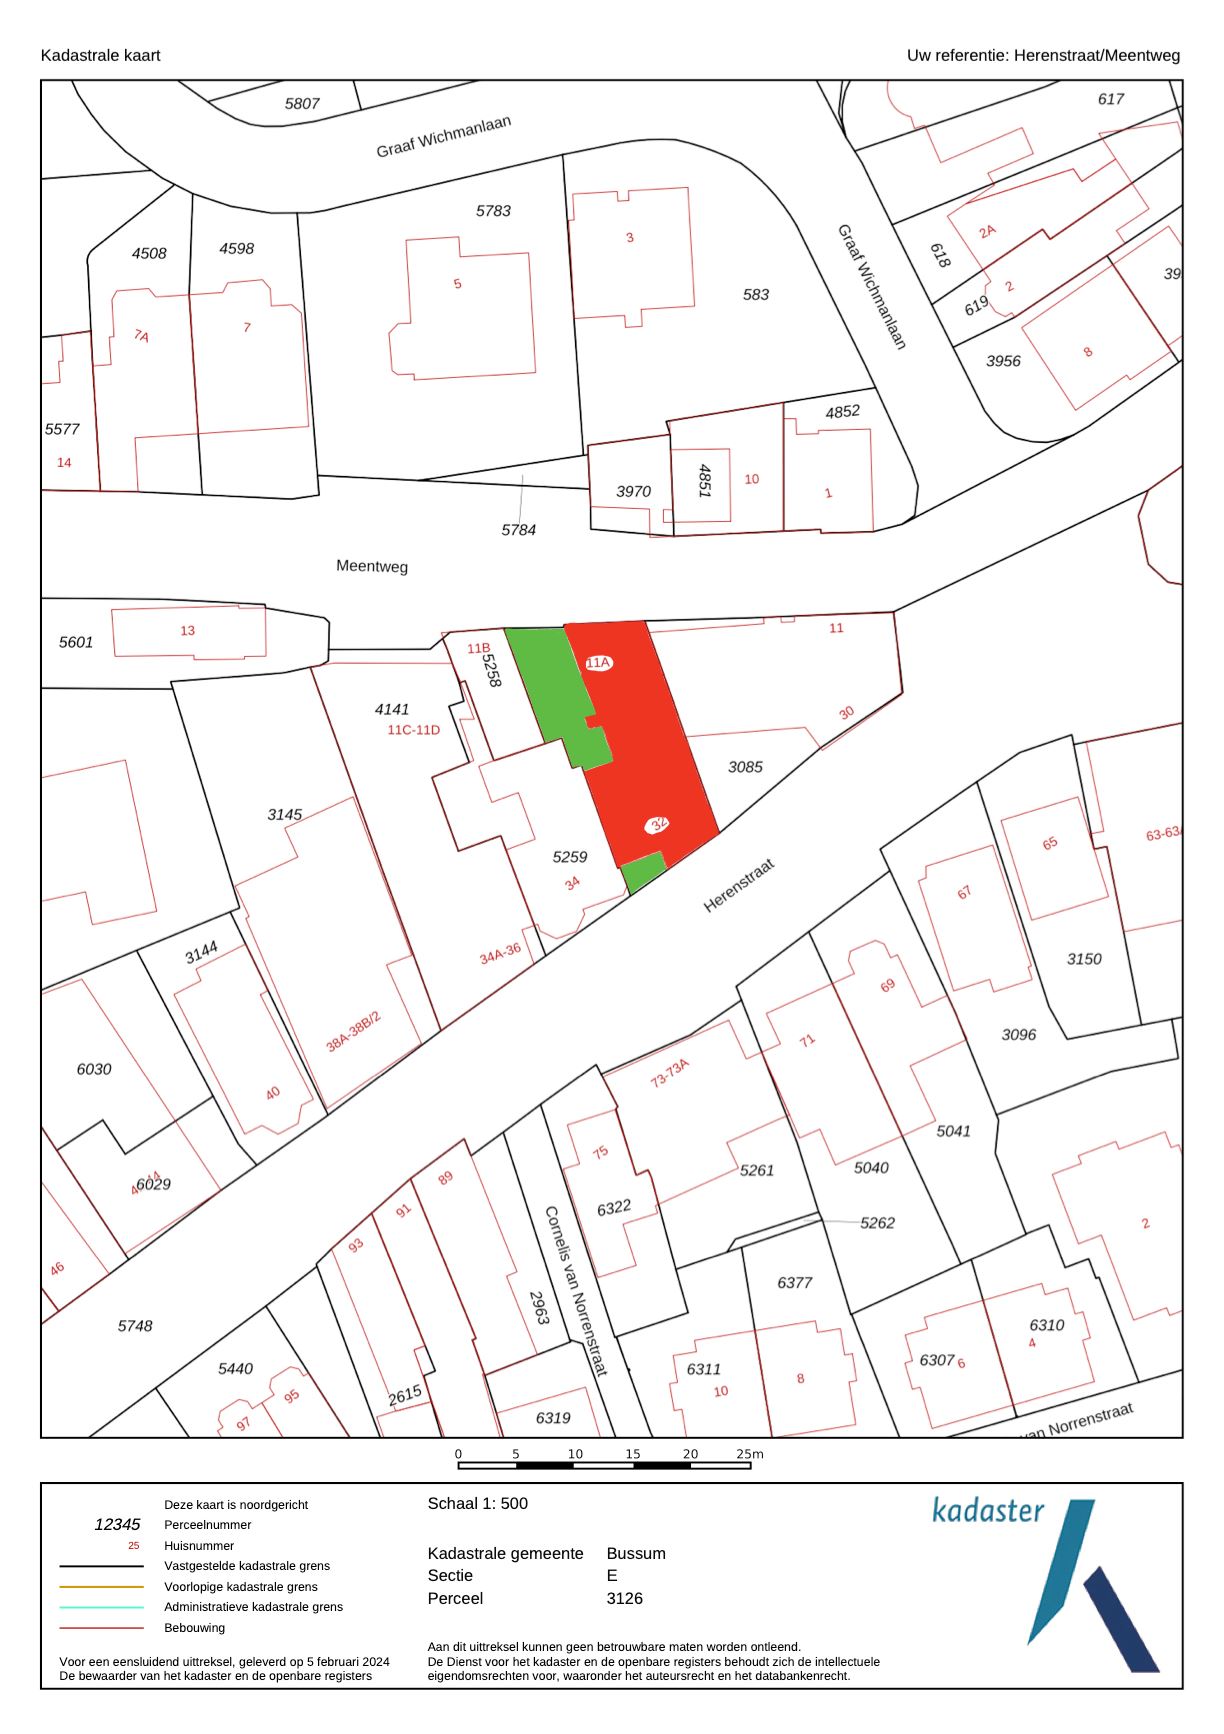 Kadastrale kaart
Uw referentie: Herenstraat/Meentweg
5807
617
Graaf Wichmanlaan
5783
3
2A
618
4508
4598
Graaf Wichmanlaan
5
583
2
619
39
7A
7
8
3956
4852
5577
14
4851
10
3970
1
5784
Meentweg
5601
13
11B
5258
11A
11
4141
11C-11D
30
3085
3145
32
65
63-63
5259
34
Herenstraat
67
3144
34A-36
69
3150
38A-38B/2
71
3096
6030
40
73-73A
75
5041
5261
5040
6029
89
6322
5262
2
91
93
Cornelis van Norrenstraat
46
6377
2963
5748
6310
4
5440
6311
10
8
6307
6
2615
95
97
6319
van Norrenstraat
0 5 10 15 20 25m
Deze kaart is noordgericht
12345 Perceelnummer
25 Huisnummer
Vastgestelde kadastrale grens
Voorlopige kadastrale grens
Administratieve kadastrale grens
Bebouwing
Voor een eensluidend uittreksel, geleverd op 5 februari 2024
De bewaarder van het kadaster en de openbare registers
Schaal 1: 500
Kadastrale gemeente Bussum
Sectie E
Perceel 3126
Aan dit uittreksel kunnen geen betrouwbare maten worden ontleend.
De Dienst voor het kadaster en de openbare registers behoudt zich de intellectuele
eigendomsrechten voor, waaronder het auteursrecht en het databankenrecht.
kadaster